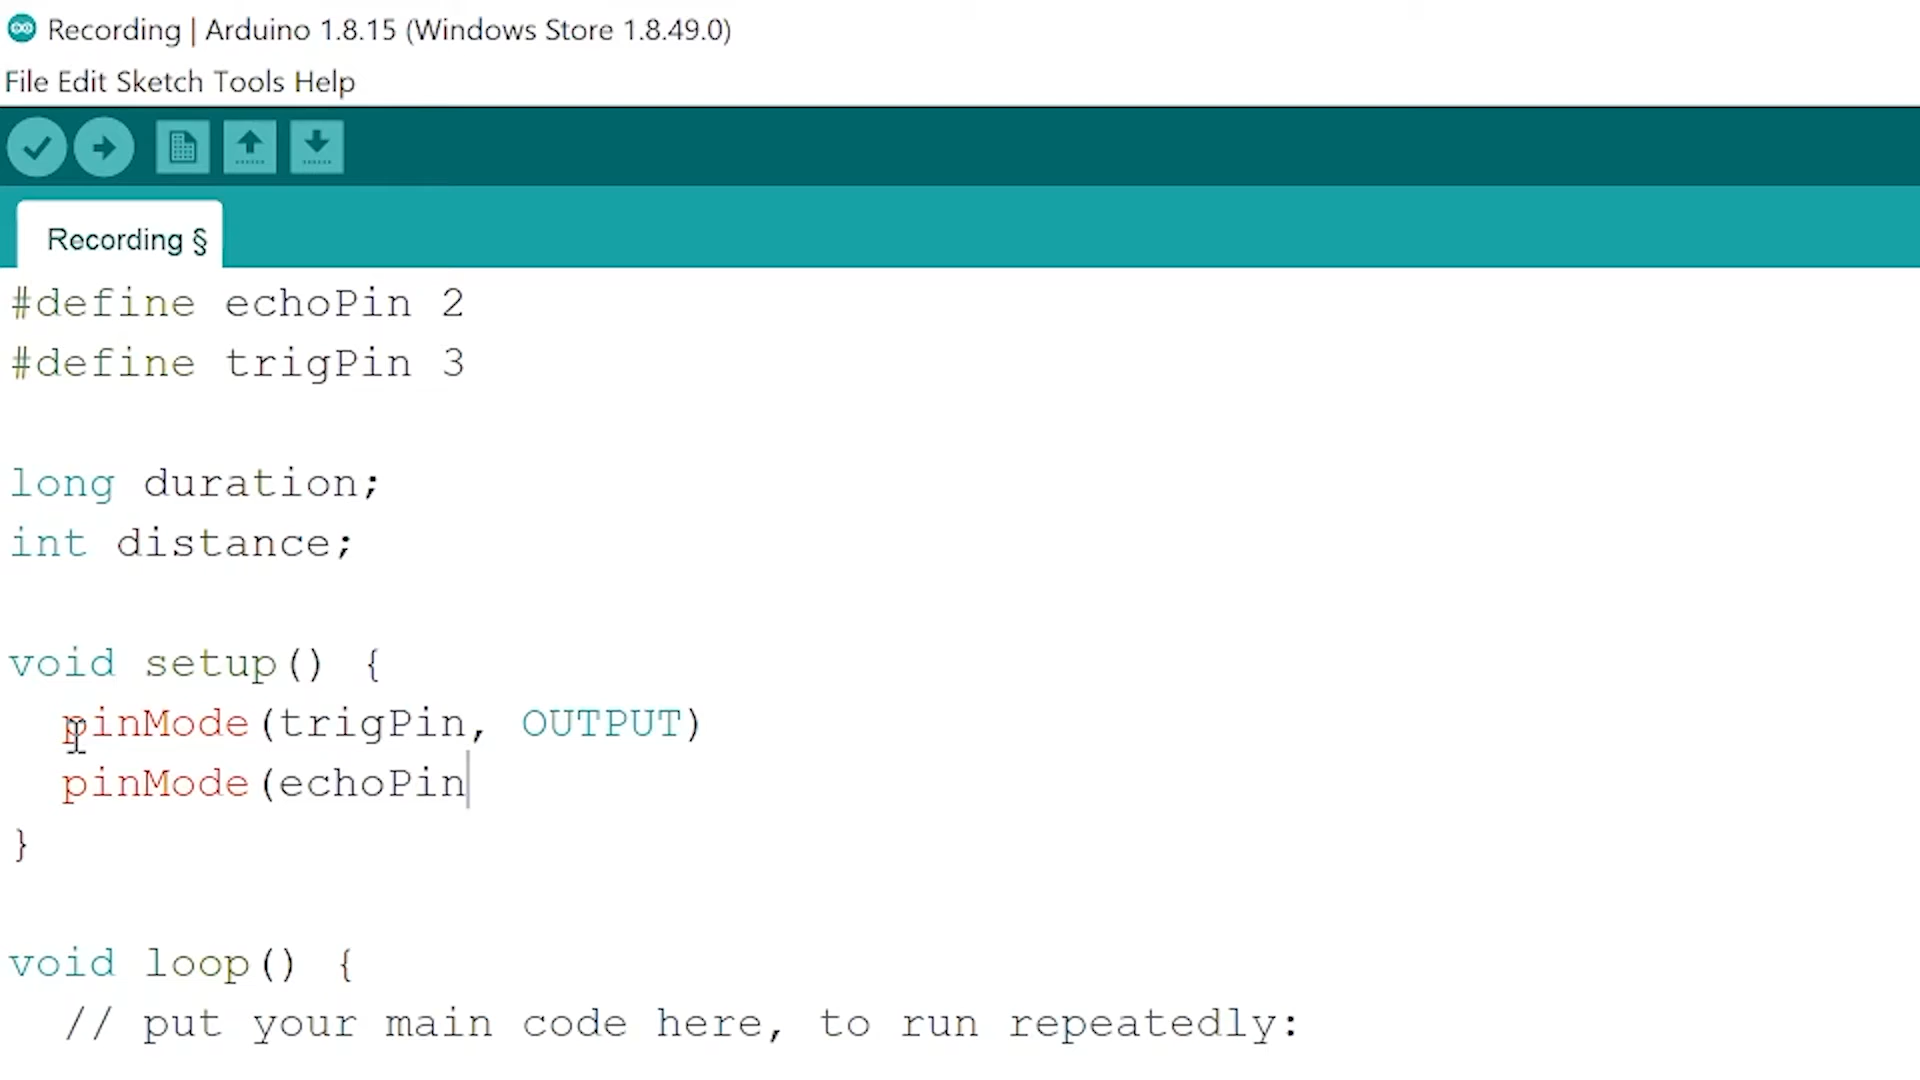 Recording | Arduino 1.8.15 (Windows Store 1.8.49.0)
File Edit Sketch Tools Help
Recording §
#define echoPin 2
#define trigPin 3
long duration;
int distance;
void setup() {
  pinMode(trigPin, OUTPUT)
  pinMode(echoPin
}
void loop() {
  // put your main code here, to run repeatedly: